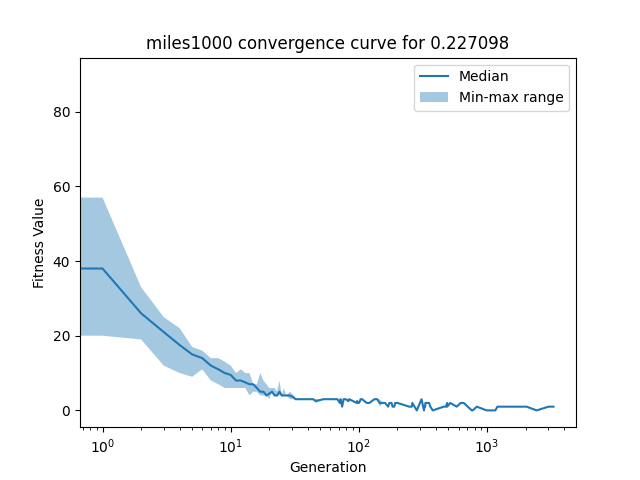 miles1000 convergence curve for 0.227098
Median
Min-max range
Fitness Value
80
60
40
20
0
10⁰ 10¹ 10² 10³
Generation